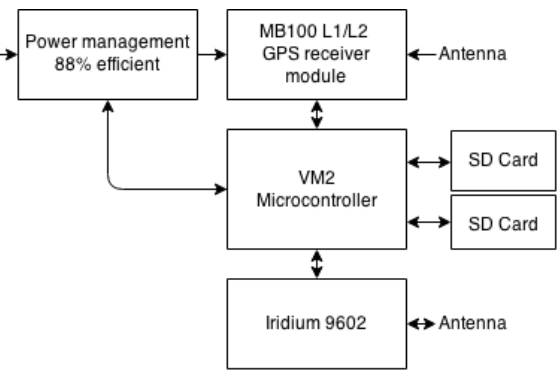 Power management
88% efficient
MB100 L1/L2
GPS receiver
module
Antenna
VM2
Microcontroller
SD Card
SD Card
Iridium 9602
Antenna